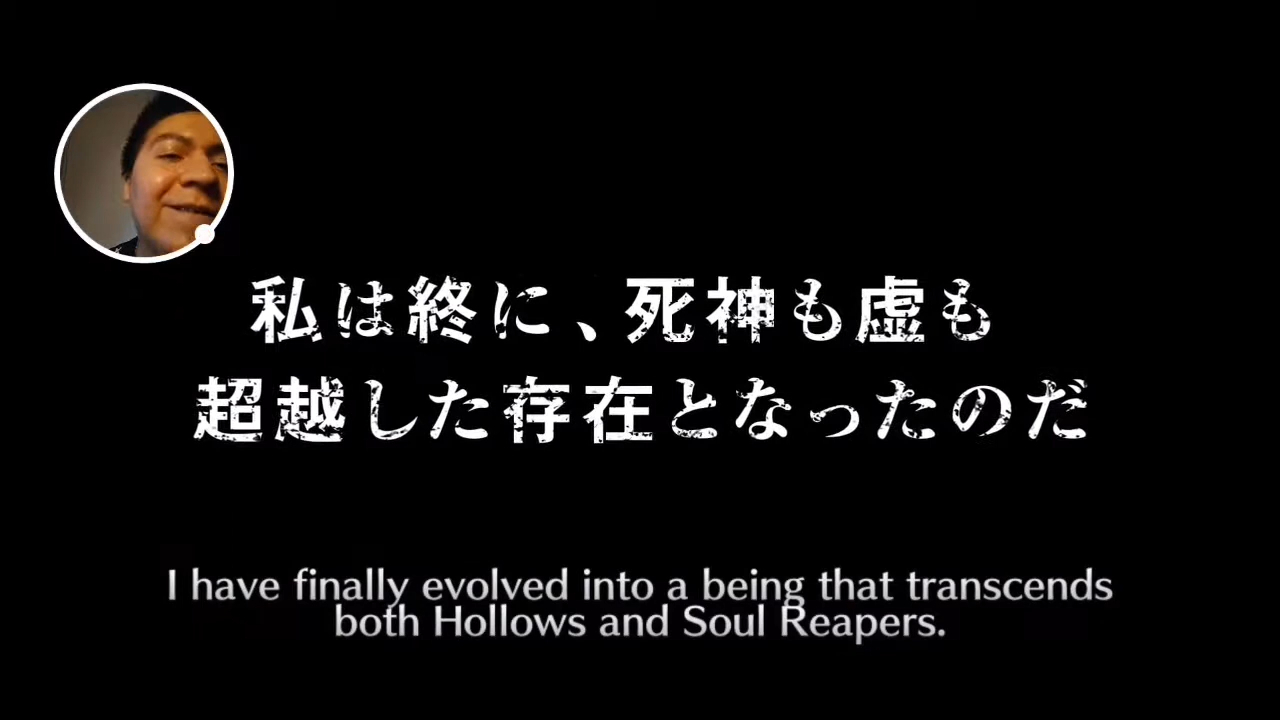 私は終に、死神も虚も
超越した存在となったのだ
I have finally evolved into a being that transcends
both Hollows and Soul Reapers.